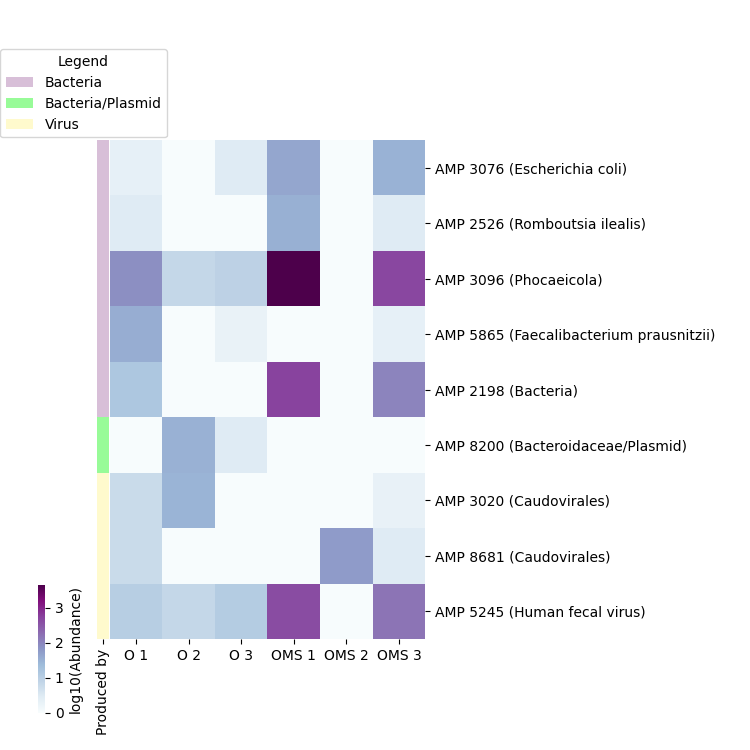 Legend
Bacteria
Bacteria/Plasmid
Virus
AMP 3076 (Escherichia coli)
AMP 2526 (Romboutsia ilealis)
AMP 3096 (Phocaeicola)
AMP 5865 (Faecalibacterium prausnitzii)
AMP 2198 (Bacteria)
AMP 8200 (Bacteroidaceae/Plasmid)
AMP 3020 (Caudovirales)
AMP 8681 (Caudovirales)
AMP 5245 (Human fecal virus)
3
2
1
0
log10(Abundance)
Produced by
O 1 O 2 O 3 OMS 1 OMS 2 OMS 3